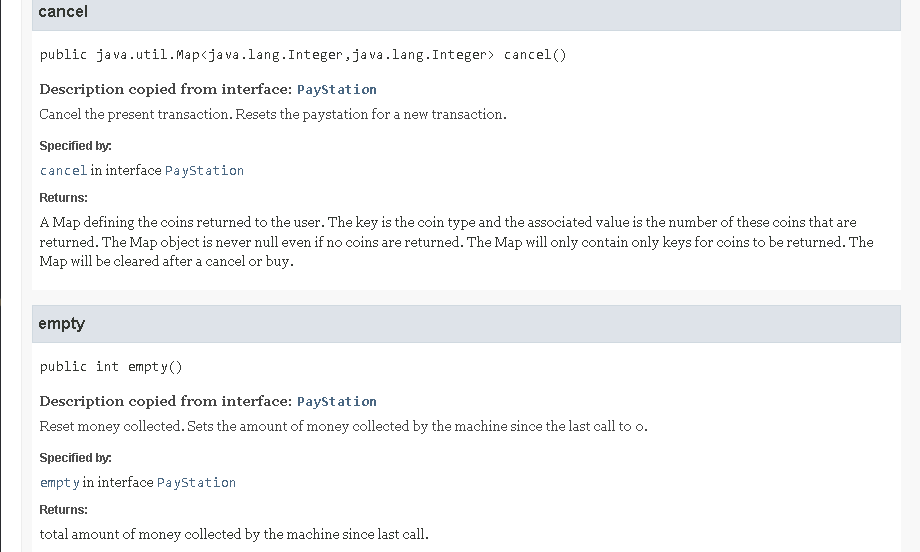 cancel
public java.util.Map<java.lang.Integer,java.lang.Integer> cancel()
Description copied from interface: PayStation
Cancel the present transaction. Resets the paystation for a new transaction.
Specified by:
cancel in interface PayStation
Returns:
A Map defining the coins returned to the user. The key is the coin type and the associated value is the number of these coins that are
returned. The Map object is never null even if no coins are returned. The Map will only contain only keys for coins to be returned. The
Map will be cleared after a cancel or buy.
empty
public int empty()
Description copied from interface: PayStation
Reset money collected. Sets the amount of money collected by the machine since the last call to 0.
Specified by:
empty in interface PayStation
Returns:
total amount of money collected by the machine since last call.